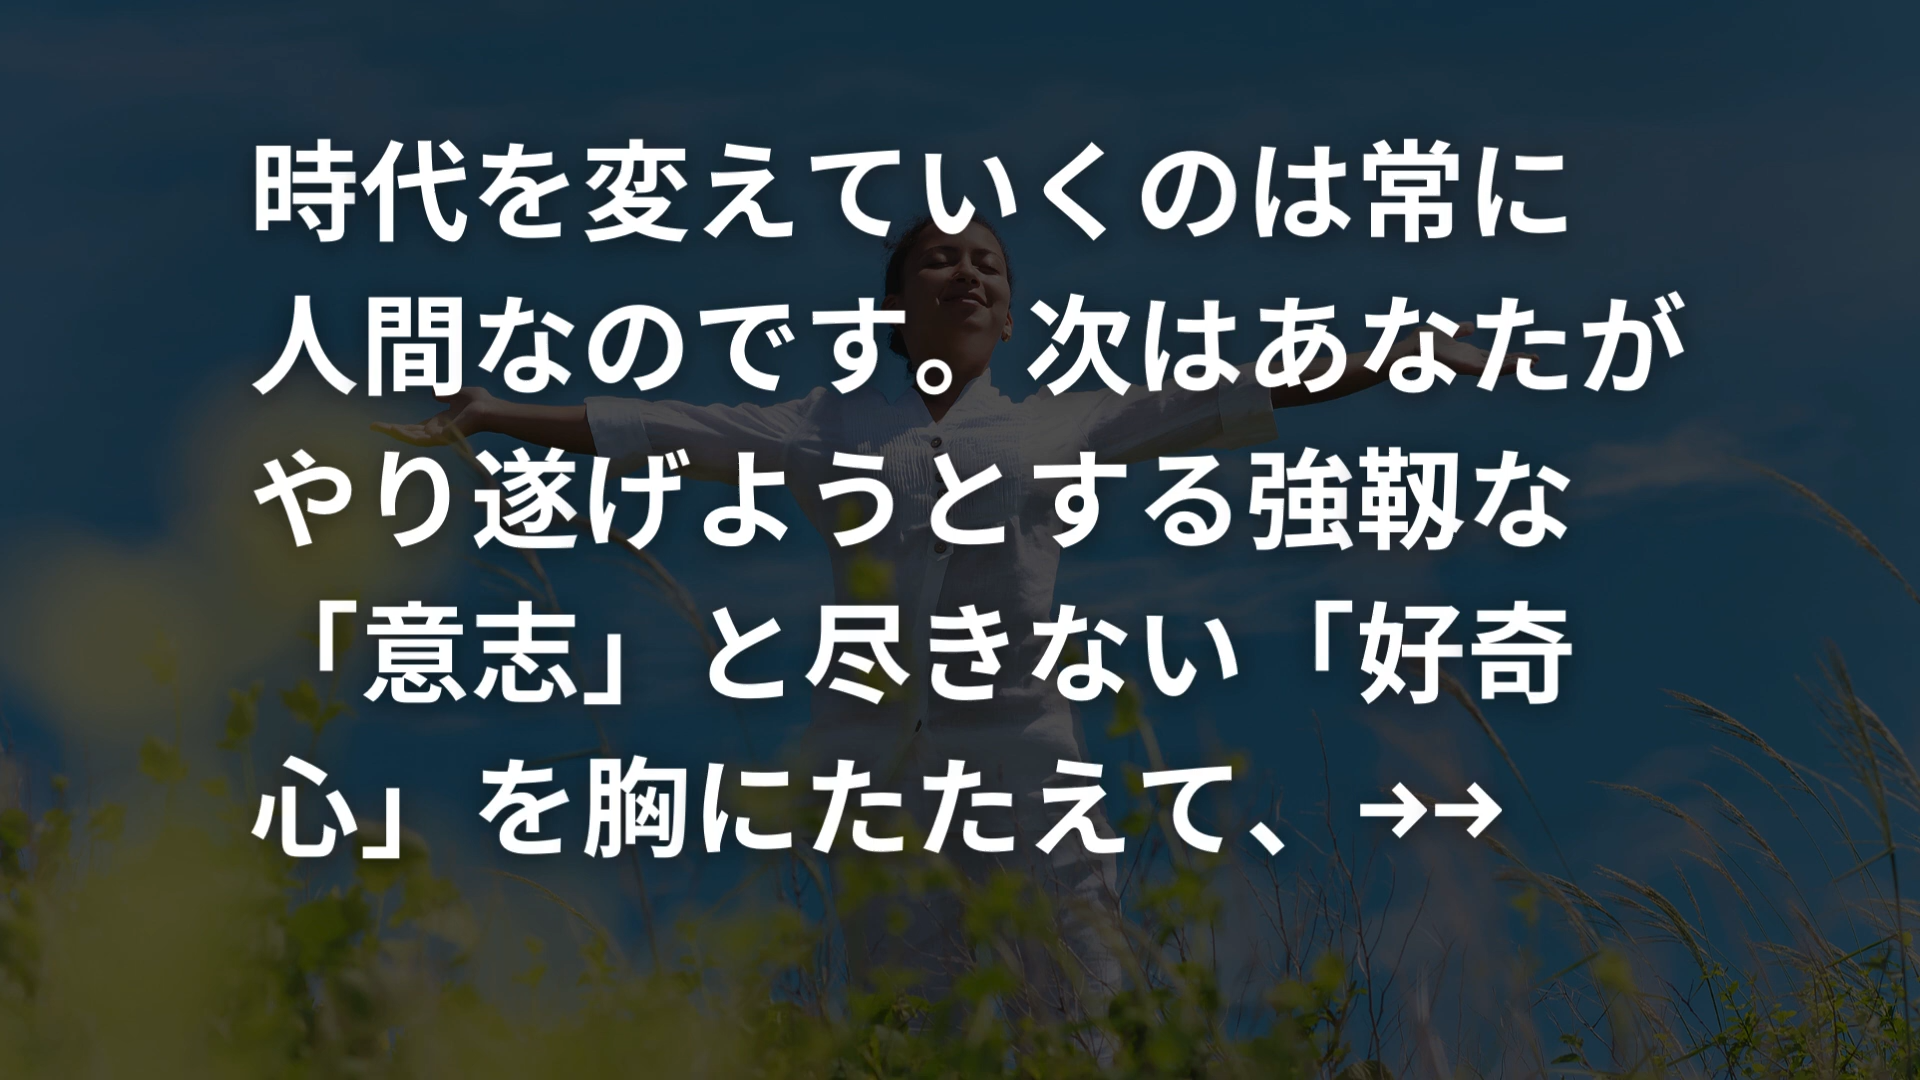 時代を変えていくのは常に
人間なのです。次はあなたが
やり遂げようとする強靱な
「意志」と尽きない「好奇
心」を胸にたたえて、→→